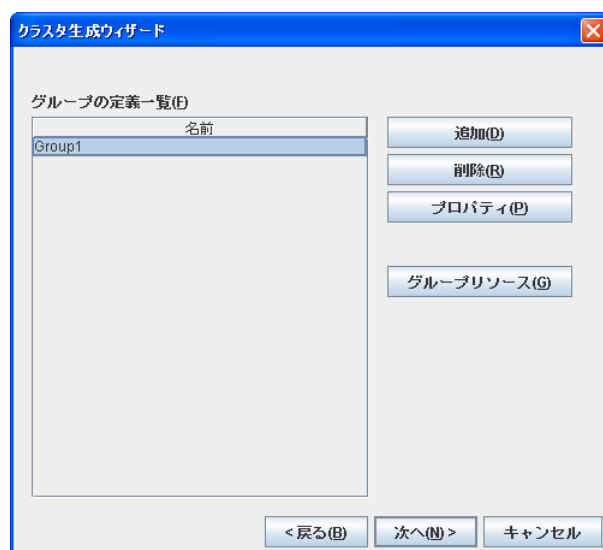 クラスタ生成ウィザード
グループの定義一覧(F)
名前
Group1
追加(D)
削除(R)
プロパティ(P)
グループリソース(G)
<戻る(B)
次へ(N)>
キャンセル